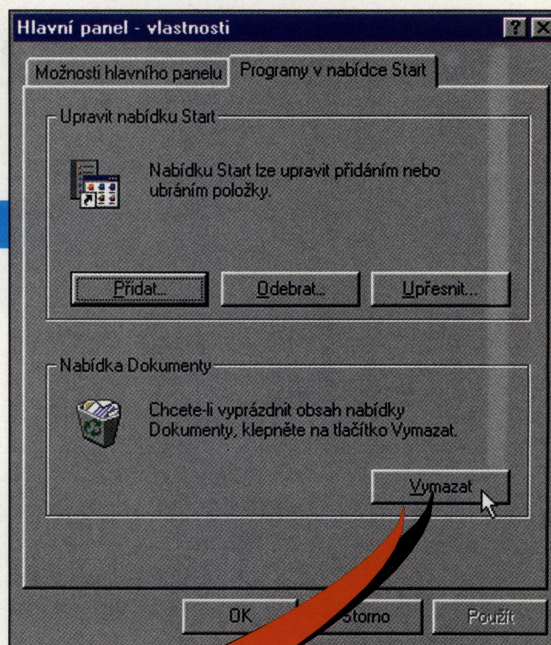 Hlavní panel - vlastnosti
Možnosti hlavního panelu
Programy v nabídce Start
Upravit nabídku Start
Nabídku Start lze upravit přidáním nebo
ubráním položky.
Přidat...
Odebrat...
Upřesnit...
Nabídka Dokumenty
Chcete-li vyprázdnit obsah nabídky
Dokumenty, klepněte na tlačítko Vymazat.
Vymazat
OK
Storno
Použít